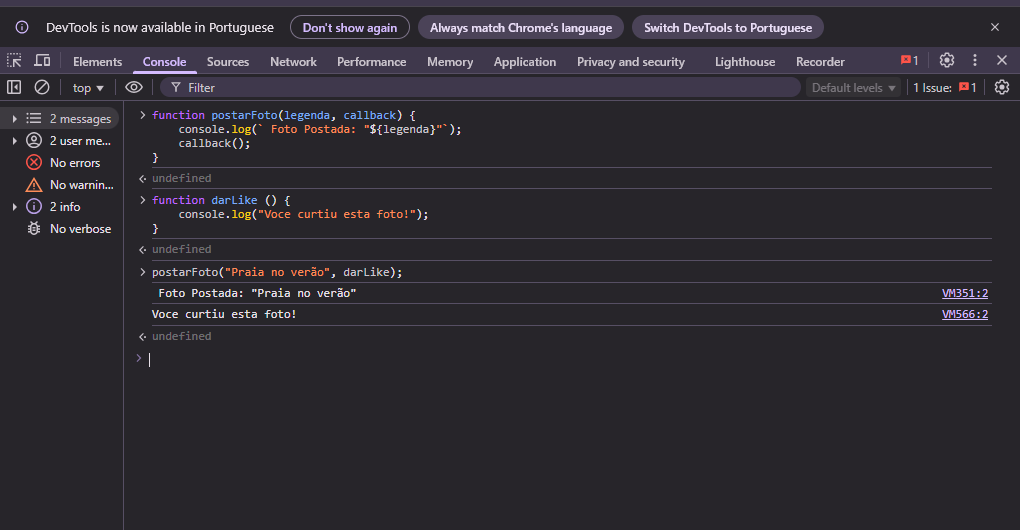 DevTools is now available in Portuguese Don't show again Always match Chrome's language Switch DevTools to Portuguese
Elements Console Sources Network Performance Memory Application Privacy and security Lighthouse Recorder 1
top Filter Default levels 1 Issue: 1
2 messages
2 user me...
No errors
No warnin...
2 info
No verbose
function postarFoto(legenda, callback) {
console.log(` Foto Postada: "${legenda}"`);
callback();
}
undefined
function darLike () {
console.log("Voce curtiu esta foto!");
}
undefined
postarFoto("Praia no verão", darLike);
Foto Postada: "Praia no verão" VM351:2
Voce curtiu esta foto! VM566:2
undefined